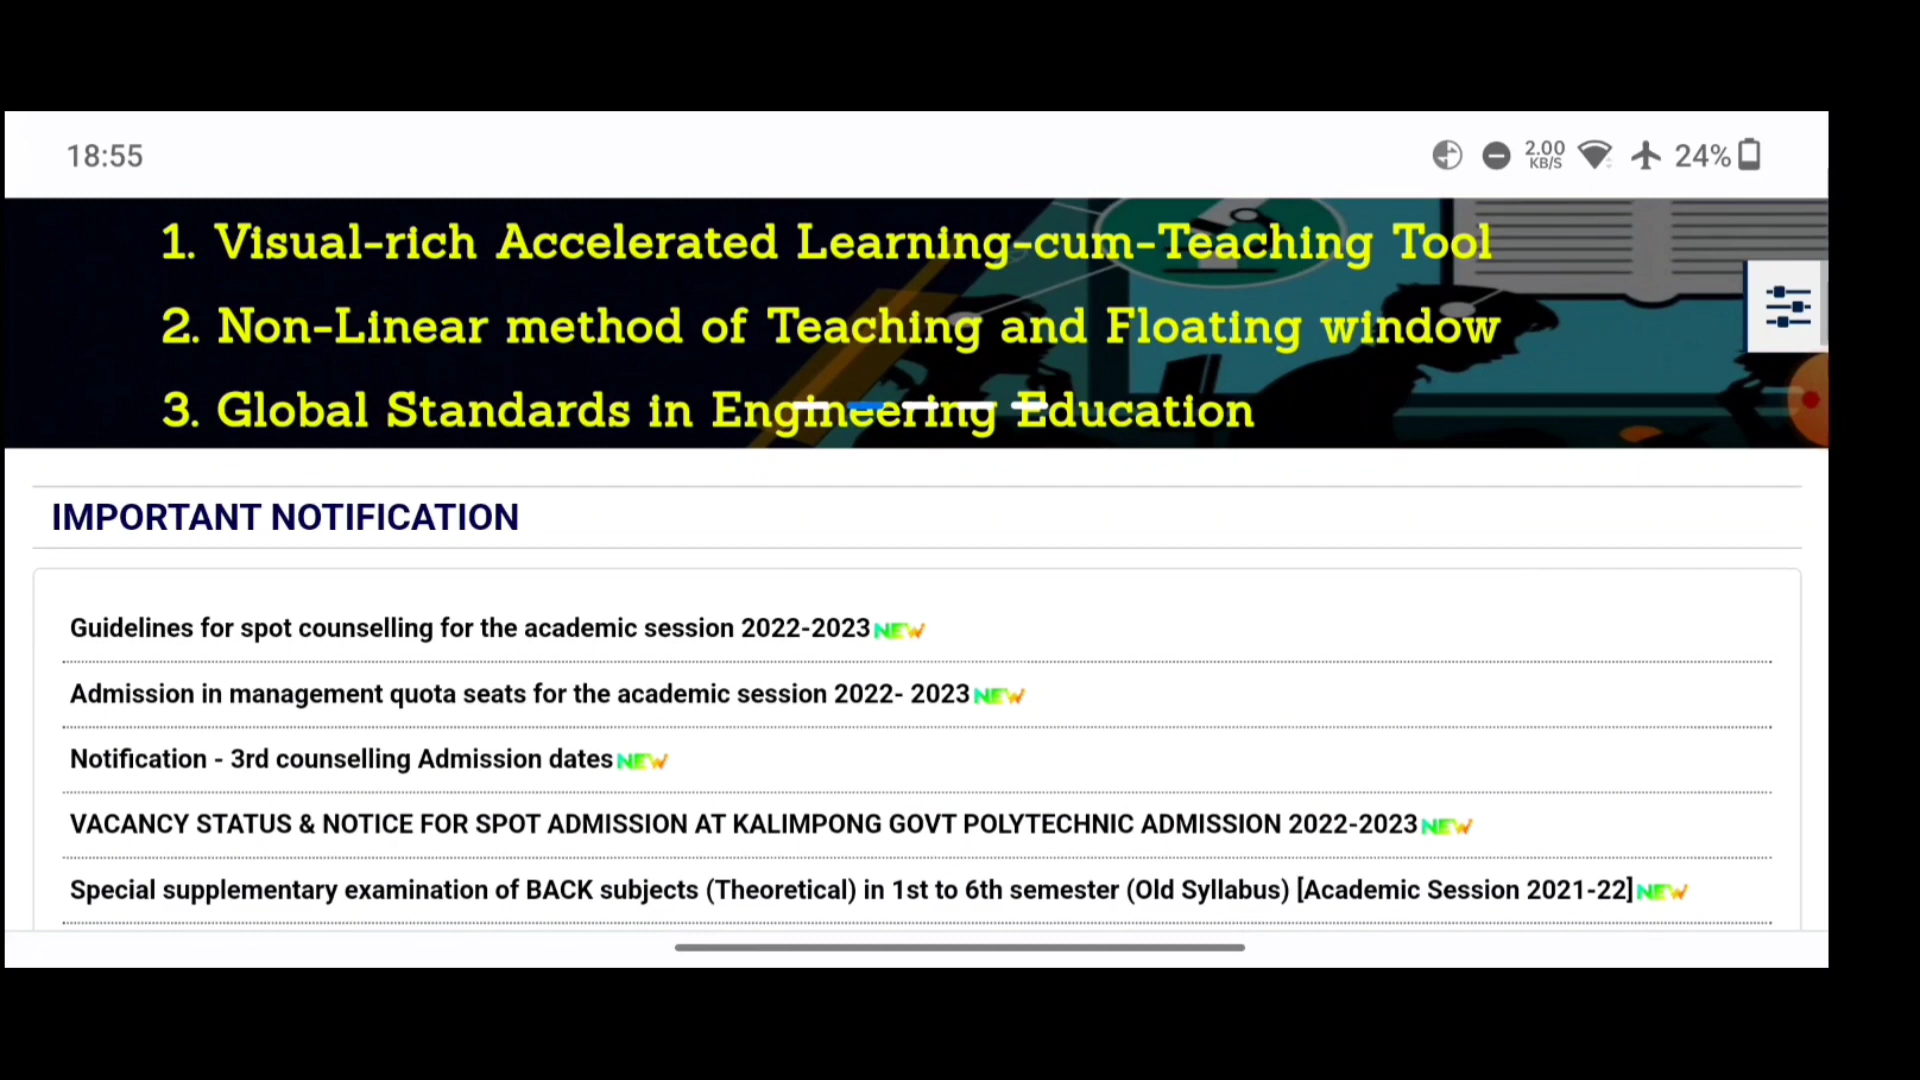 18:55
2.00 KB/S
24%
1. Visual-rich Accelerated Learning-cum-Teaching Tool
2. Non-Linear method of Teaching and Floating window
3. Global Standards in Engineering Education
IMPORTANT NOTIFICATION
Guidelines for spot counselling for the academic session 2022-2023 NEW
Admission in management quota seats for the academic session 2022- 2023 NEW
Notification - 3rd counselling Admission dates NEW
VACANCY STATUS & NOTICE FOR SPOT ADMISSION AT KALIMPONG GOVT POLYTECHNIC ADMISSION 2022-2023 NEW
Special supplementary examination of BACK subjects (Theoretical) in 1st to 6th semester (Old Syllabus) [Academic Session 2021-22] NEW